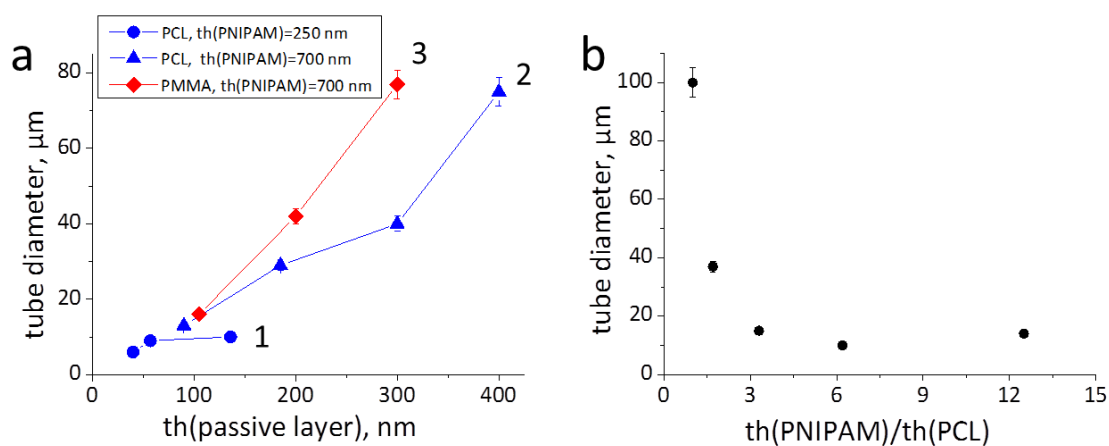 a
PCL, th(PNIPAM)=250 nm
PCL, th(PNIPAM)=700 nm
PMMA, th(PNIPAM)=700 nm
3
2
1
80
60
40
20
0
tube diameter, µm
0 100 200 300 400
th(passive layer), nm
b
100
80
60
40
20
0
tube diameter, µm
0 3 6 9 12 15
th(PNIPAM)/th(PCL)